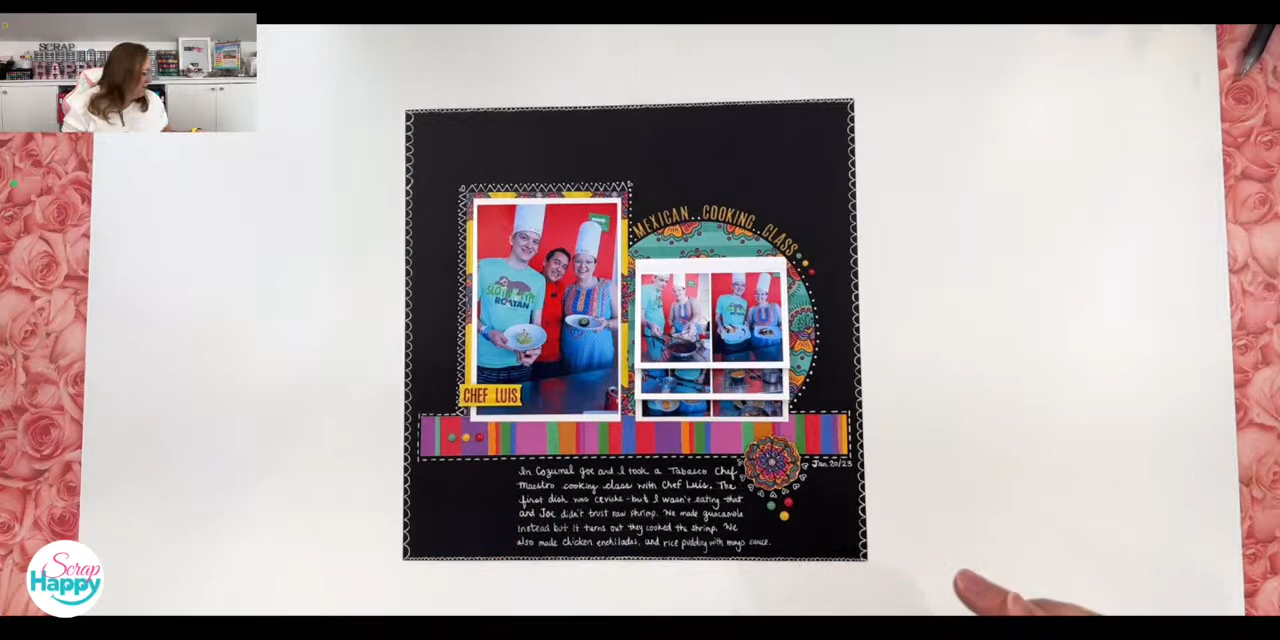 SCRAP
HAPPY
MEXICAN..COOKING..CLASS
SLOTH LIFE
ROATAN
CHEF LUIS
In Cozumel Joe and I took a Tabasco Chef
Maestro cooking class with Chef Luis. The
first dish was ceviche - but I wasn't eating that
and Joe didn't trust raw shrimp. We made guacamole
instead but it turns out they cooked the shrimp. We
also made chicken enchiladas, and rice pudding with mango sauce.
Jan. 20/23
Scrap
Happy